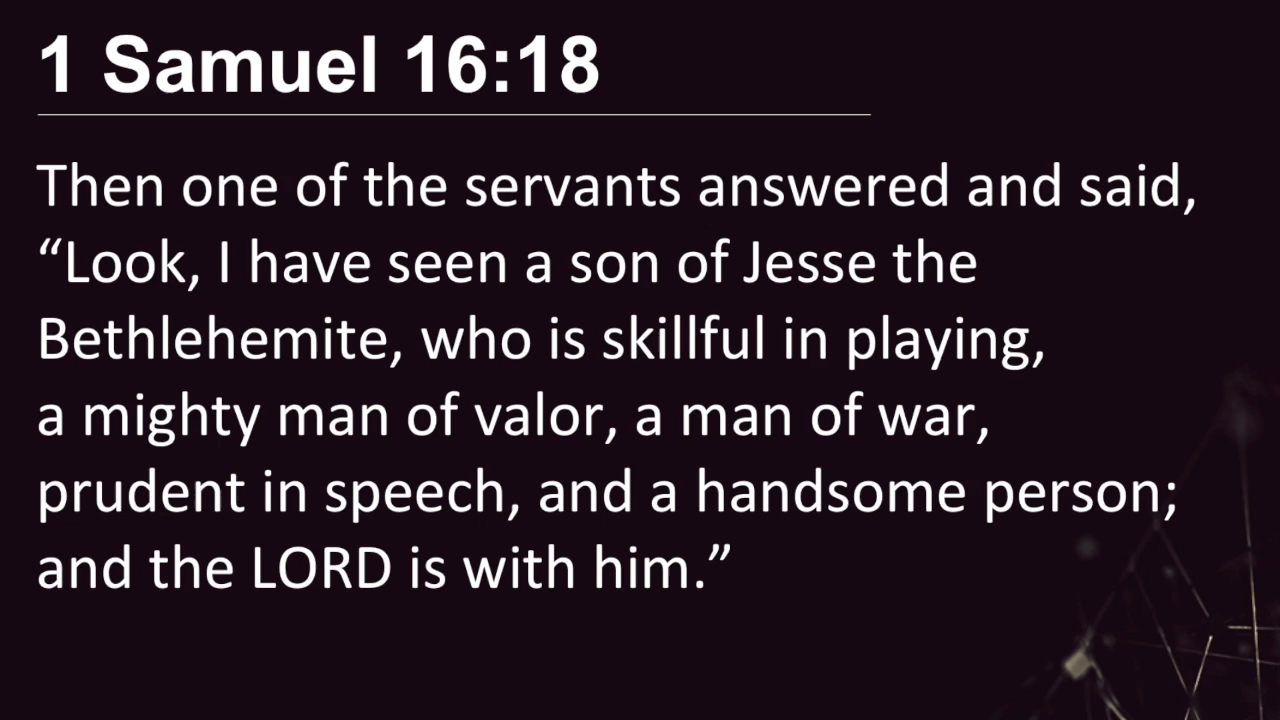 1 Samuel 16:18
Then one of the servants answered and said,
“Look, I have seen a son of Jesse the
Bethlehemite, who is skillful in playing,
a mighty man of valor, a man of war,
prudent in speech, and a handsome person;
and the LORD is with him.”